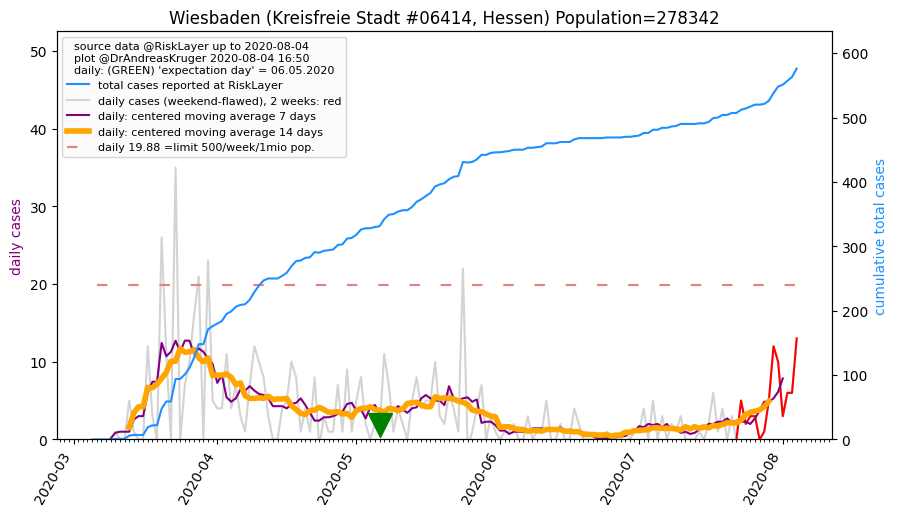 Wiesbaden (Kreisfreie Stadt #06414, Hessen) Population=278342
source data @RiskLayer up to 2020-08-04
plot @DrAndreasKruger 2020-08-04 16:50
daily: (GREEN) 'expectation day' = 06.05.2020
total cases reported at RiskLayer
daily cases (weekend-flawed), 2 weeks: red
daily: centered moving average 7 days
daily: centered moving average 14 days
daily 19.88 =limit 500/week/1mio pop.
daily cases
50
40
30
20
10
0
cumulative total cases
600
500
400
300
200
100
0
2020-03
2020-04
2020-05
2020-06
2020-07
2020-08